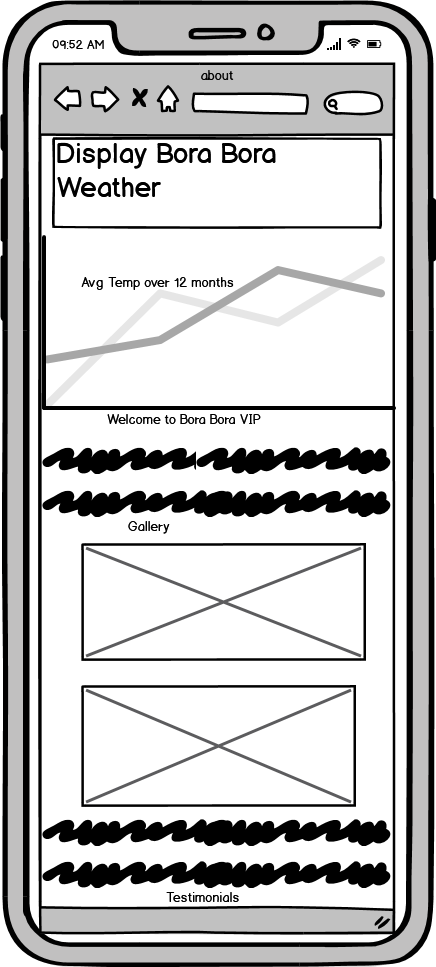 09:52 AM
about
Display Bora Bora
Weather
Avg Temp over 12 months
Welcome to Bora Bora VIP
Gallery
Testimonials